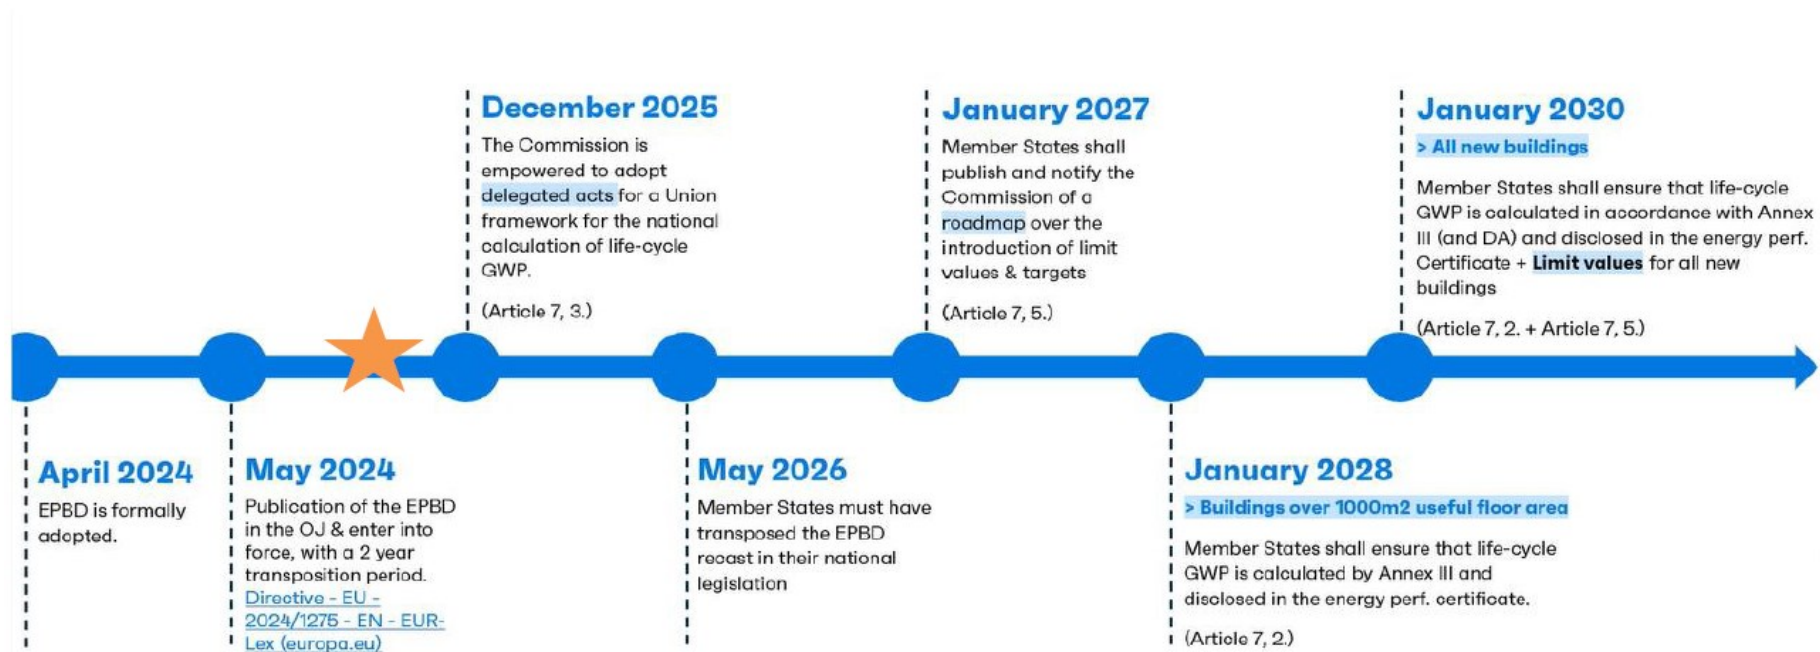 December 2025
The Commission is
empowered to adopt
delegated acts for a Union
framework for the national
calculation of life-cycle
GWP.
(Article 7, 3.)
January 2027
Member States shall
publish and notify the
Commission of a
roadmap over the
introduction of limit
values & targets
(Article 7, 5.)
January 2030
> All new buildings
Member States shall ensure that life-cycle
GWP is calculated in accordance with Annex
III (and DA) and disclosed in the energy perf.
Certificate + Limit values for all new
buildings
(Article 7, 2. + Article 7, 5.)
April 2024
EPBD is formally
adopted.
May 2024
Publication of the EPBD
in the OJ & enter into
force, with a 2 year
transposition period.
Directive - EU -
2024/1275 - EN - EUR-
Lex (europa.eu)
May 2026
Member States must have
transposed the EPBD
recast in their national
legislation
January 2028
> Buildings over 1000m2 useful floor area
Member States shall ensure that life-cycle
GWP is calculated by Annex III and
disclosed in the energy perf. certificate.
(Article 7, 2.)